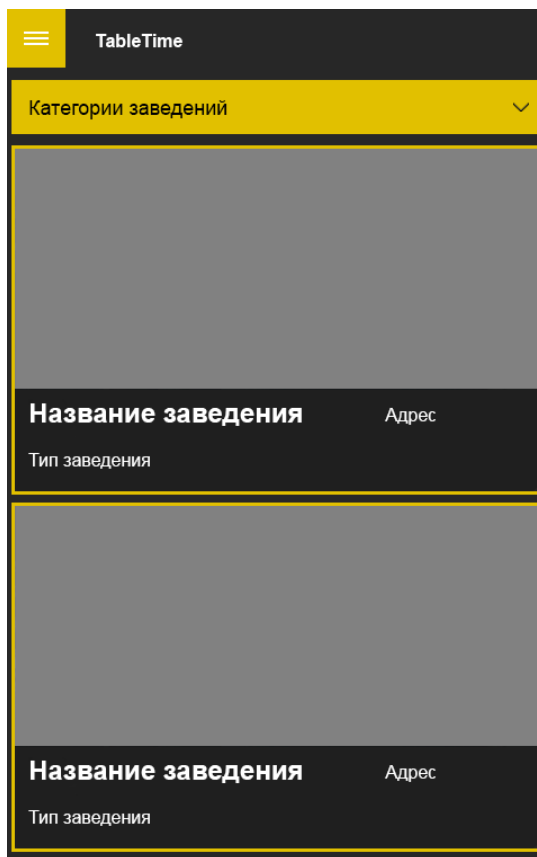 TableTime
Категории заведений
Название заведения Адрес
Тип заведения
Название заведения Адрес
Тип заведения